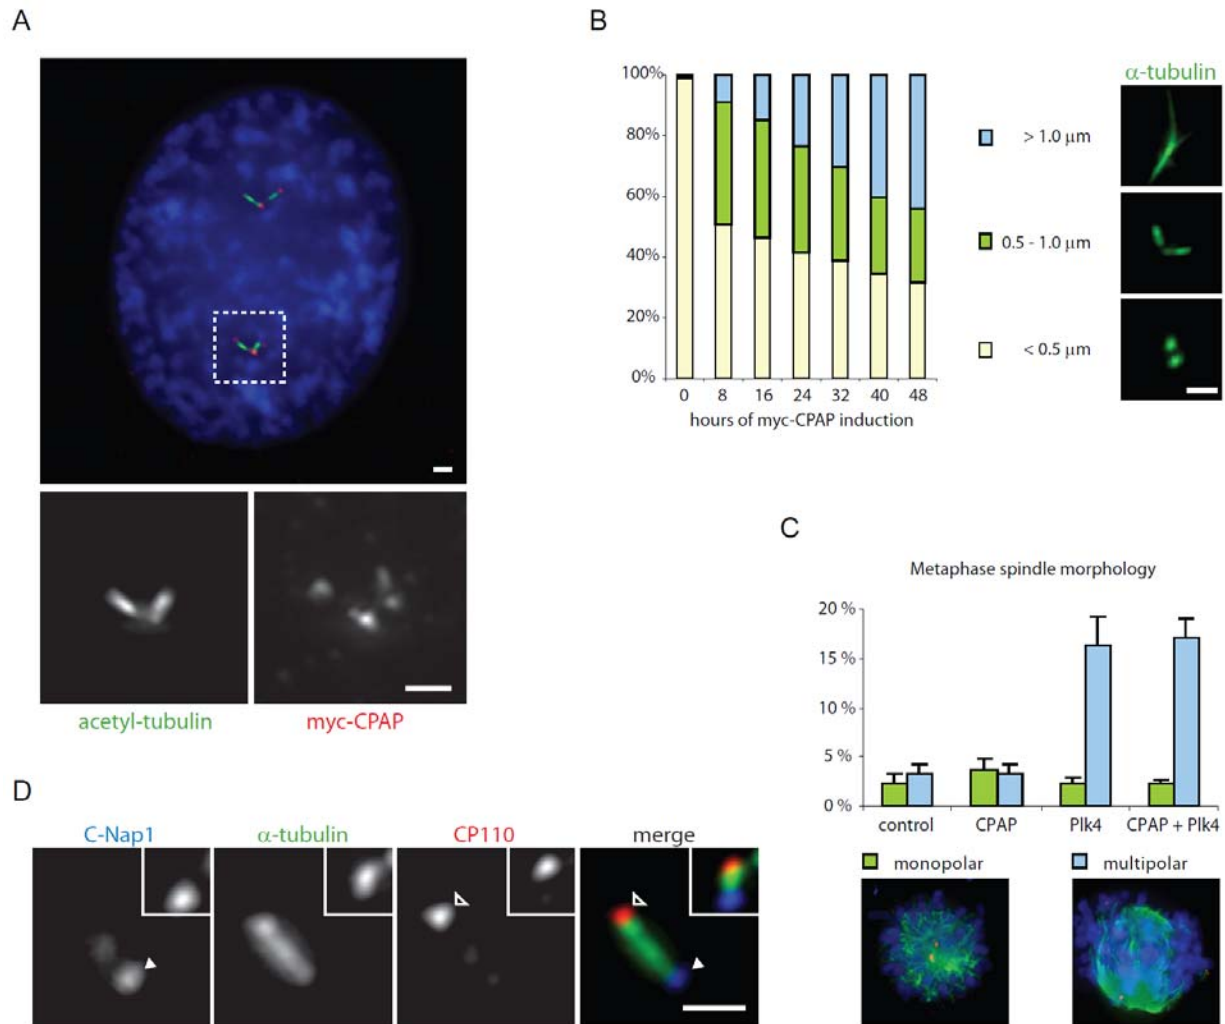 A
acetyl-tubulin
myc-CPAP
B
100%
80%
60%
40%
20%
0%
0 8 16 24 32 40 48
hours of myc-CPAP induction
> 1.0 μm
0.5 - 1.0 μm
< 0.5 μm
α-tubulin
C
Metaphase spindle morphology
20 %
15 %
10 %
5 %
0 %
control CPAP Plk4 CPAP + Plk4
monopolar multipolar
D
C-Nap1 α-tubulin CP110 merge